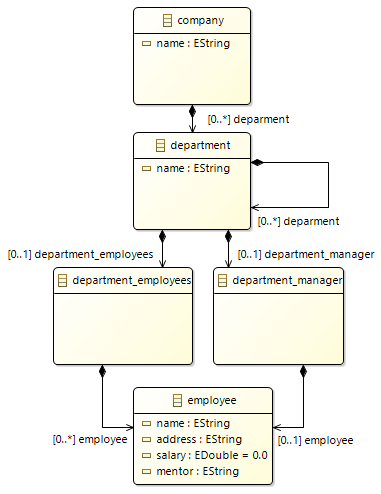 company
name : EString
[0..*] deparment
department
name : EString
[0..*] deparment
[0..1] department_employees
[0..1] department_manager
department_employees
department_manager
employee
name : EString
address : EString
salary : EDouble = 0.0
mentor : EString
[0..*] employee
[0..1] employee